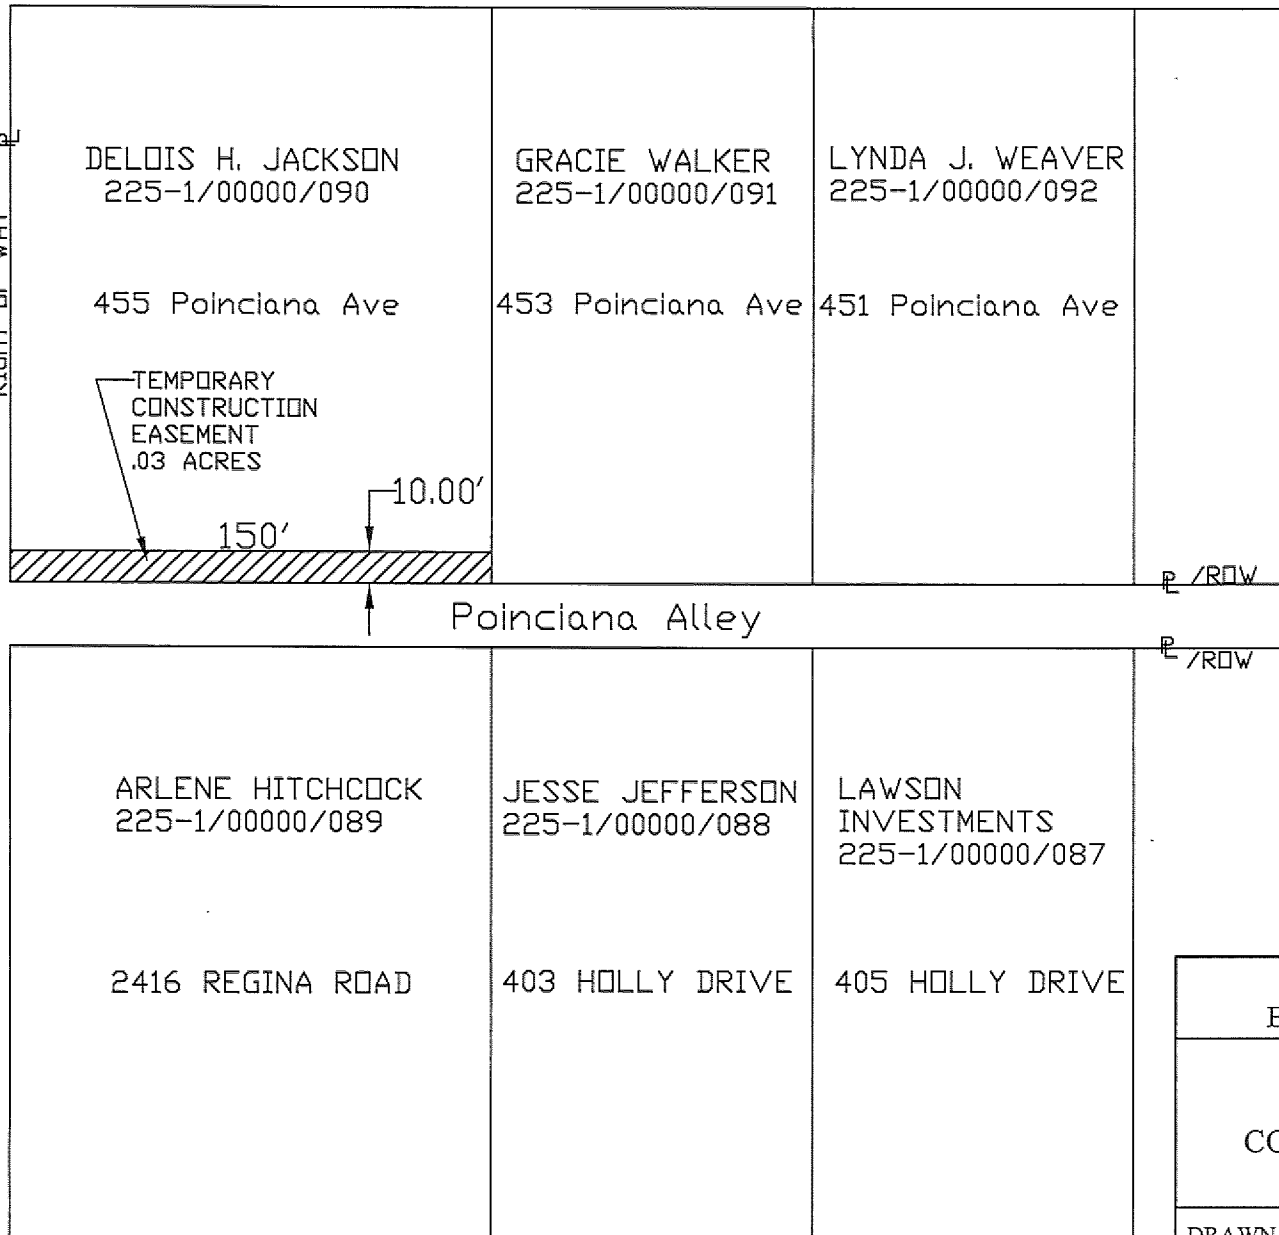 DELOIS H. JACKSON
225-1/00000/090
455 Poinciana Ave
TEMPORARY
CONSTRUCTION
EASEMENT
.03 ACRES
10.00'
150'
GRACIE WALKER
225-1/00000/091
453 Poinciana Ave
LYNDA J. WEAVER
225-1/00000/092
451 Poinciana Ave
PL /ROW
Poinciana Alley
PL /ROW
ARLENE HITCHCOCK
225-1/00000/089
2416 REGINA ROAD
JESSE JEFFERSON
225-1/00000/088
403 HOLLY DRIVE
LAWSON
INVESTMENTS
225-1/00000/087
405 HOLLY DRIVE
PL